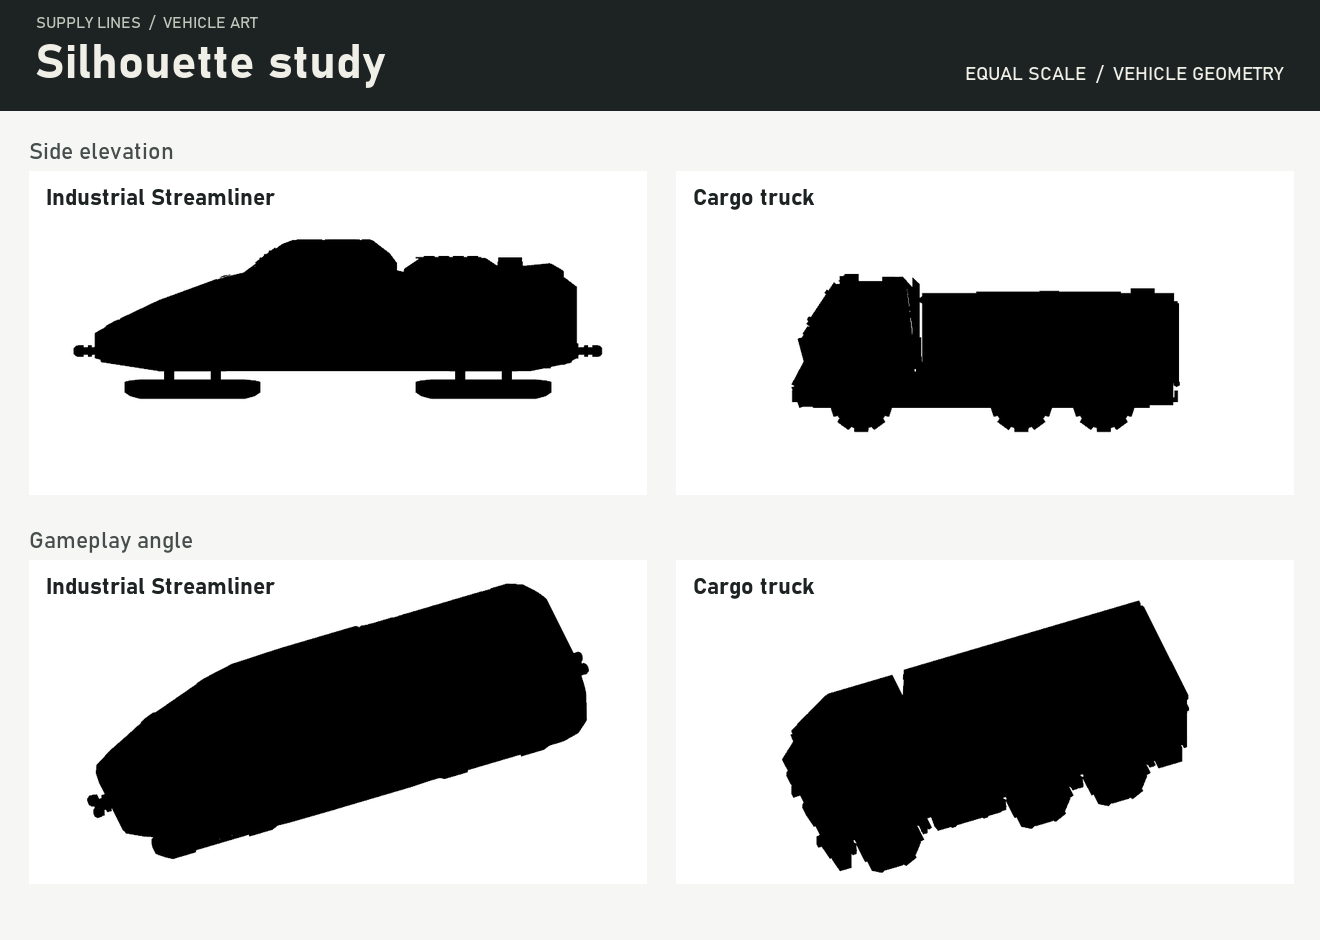 SUPPLY LINES / VEHICLE ART
Silhouette study
EQUAL SCALE / VEHICLE GEOMETRY
Side elevation
Industrial Streamliner
Cargo truck
Gameplay angle
Industrial Streamliner
Cargo truck